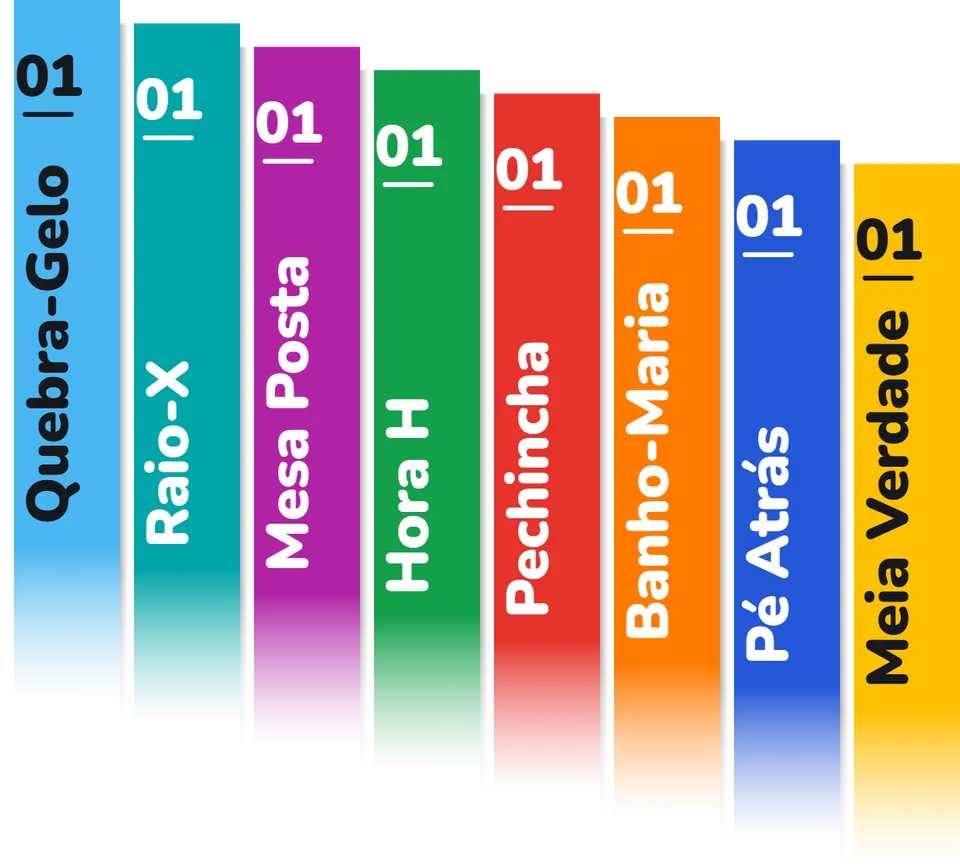 01
Quebra-Gelo
01
Raio-X
01
Mesa Posta
01
Hora H
01
Pechincha
01
Banho-Maria
01
Pé Atrás
01
Meia Verdade